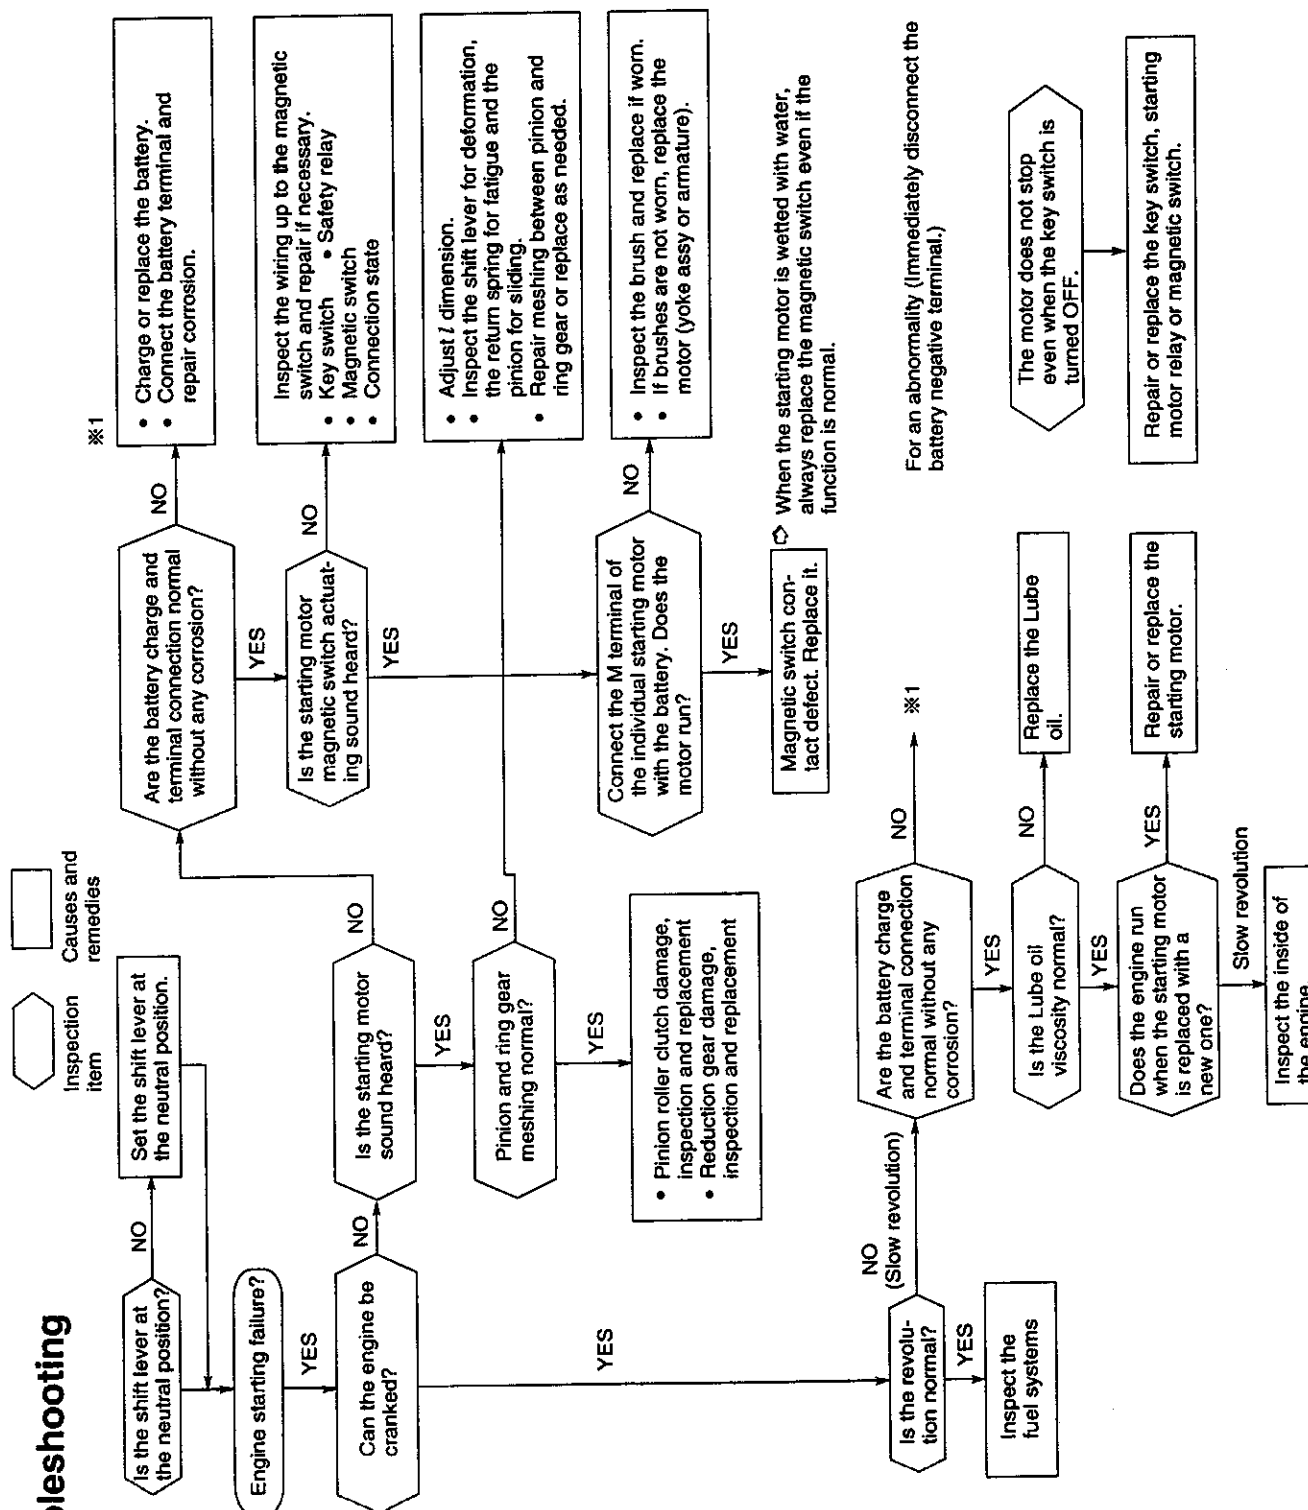 bleshooting
Inspection
item
Causes and
remedies
Is the shift lever at
the neutral position?
NO
Set the shift lever at
the neutral position.
Engine starting failure?
YES
Can the engine be
cranked?
NO
Is the starting motor
sound heard?
NO
Are the battery charge and
terminal connection normal
without any corrosion?
NO
※1
• Charge or replace the battery.
• Connect the battery terminal and
repair corrosion.
YES
Is the starting motor
magnetic switch actuat-
ing sound heard?
NO
Inspect the wiring up to the magnetic
switch and repair if necessary.
• Key switch • Safety relay
• Magnetic switch
• Connection state
YES
YES
Pinion and ring gear
meshing normal?
NO
• Adjust l dimension.
• Inspect the shift lever for deformation,
the return spring for fatigue and the
pinion for sliding.
• Repair meshing between pinion and
ring gear or replace as needed.
YES
• Pinion roller clutch damage,
inspection and replacement
• Reduction gear damage,
inspection and replacement
Connect the M terminal of
the individual starting motor
with the battery. Does the
motor run?
NO
• Inspect the brush and replace if worn.
• If brushes are not worn, replace the
motor (yoke assy or armature).
YES
Magnetic switch con-
tact defect. Replace it.
When the starting motor is wetted with water,
always replace the magnetic switch even if the
function is normal.
YES
Is the revolu-
tion normal?
NO
(Slow revolution)
YES
Inspect the
fuel systems
Are the battery charge
and terminal connection
normal without any
corrosion?
NO
※1
YES
Is the Lube oil
viscosity normal?
NO
Replace the Lube
oil.
YES
Does the engine run
when the starting motor
is replaced with a
new one?
YES
Repair or replace the
starting motor.
Slow revolution
Inspect the inside of
the engine
For an abnormality (Immediately disconnect the
battery negative terminal.)
The motor does not stop
even when the key switch is
turned OFF.
Repair or replace the key switch, starting
motor relay or magnetic switch.